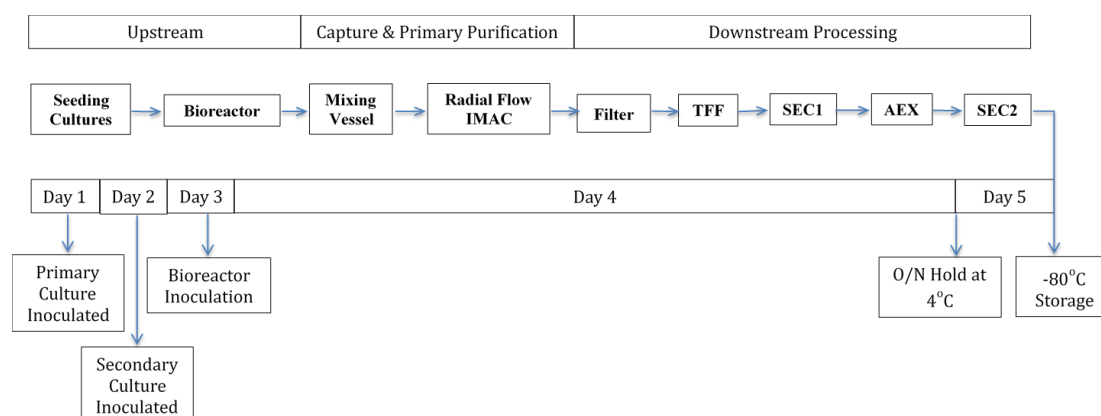 Upstream
Capture & Primary Purification
Downstream Processing
Seeding
Cultures
Bioreactor
Mixing
Vessel
Radial Flow
IMAC
Filter
TFF
SEC1
AEX
SEC2
Day 1
Day 2
Day 3
Day 4
Day 5
Primary
Culture
Inoculated
Bioreactor
Inoculation
O/N Hold at
4°C
-80°C
Storage
Secondary
Culture
Inoculated